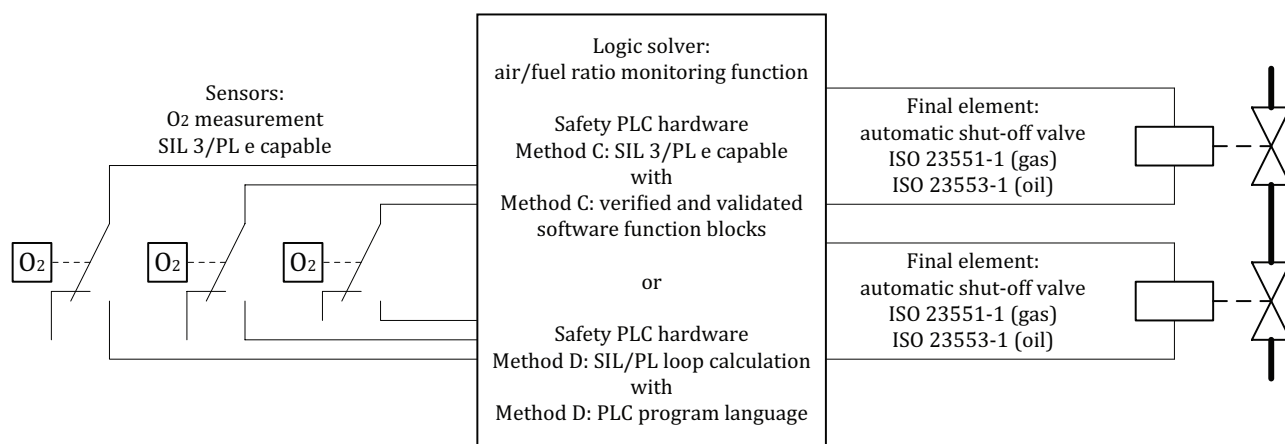 Sensors:
O2 measurement
SIL 3/PL e capable
O2
O2
O2
Logic solver:
air/fuel ratio monitoring function
Safety PLC hardware
Method C: SIL 3/PL e capable
with
Method C: verified and validated
software function blocks
or
Safety PLC hardware
Method D: SIL/PL loop calculation
with
Method D: PLC program language
Final element:
automatic shut-off valve
ISO 23551-1 (gas)
ISO 23553-1 (oil)
Final element:
automatic shut-off valve
ISO 23551-1 (gas)
ISO 23553-1 (oil)